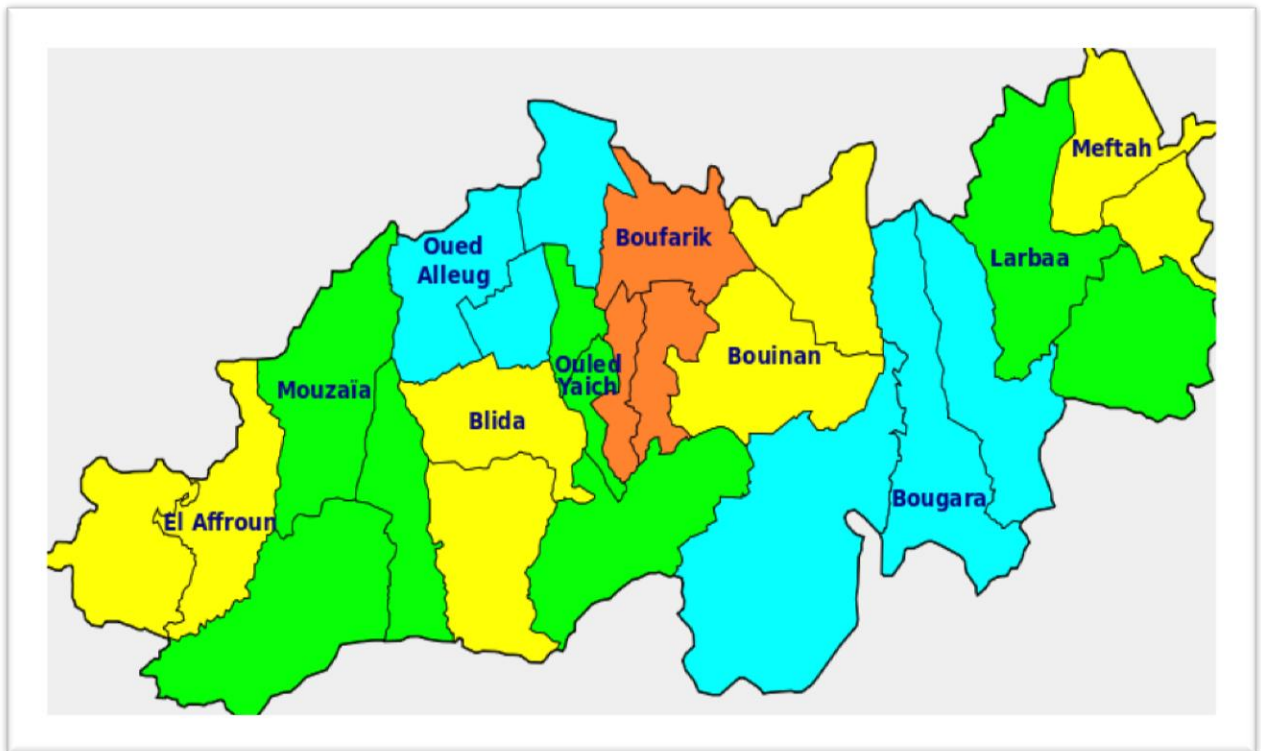 Meftah
Boufarik
Oued
Alleug
Larbaa
Bouinan
Ouled
Yaich
Mouzaïa
Blida
Bougara
El Affroun